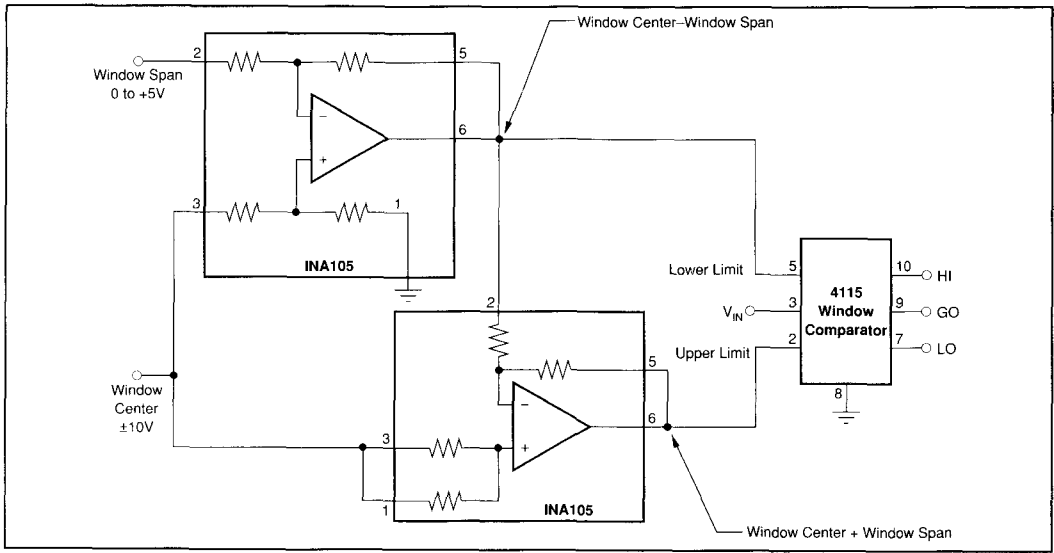 Window Center–Window Span
2
5
Window Span
0 to +5V
–
6
+
3
1
INA105
Lower Limit
5
10
HI
2
4115
Window
Comparator
VIN
3
9
GO
Upper Limit
2
7
LO
5
8
Window
Center
±10V
–
6
3
+
1
INA105
Window Center + Window Span